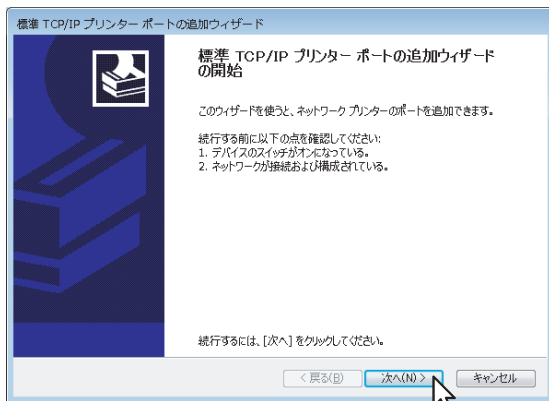 標準 TCP/IP プリンター ポートの追加ウィザード
標準 TCP/IP プリンター ポートの追加ウィザード
の開始
このウィザードを使うと、ネットワーク プリンターのポートを追加できます。
続行する前に以下の点を確認してください:
1. デバイスのスイッチがオンになっている。
2. ネットワークが接続および構成されている。
続行するには、[次へ] をクリックしてください。
< 戻る(B)
次へ(N) >
キャンセル